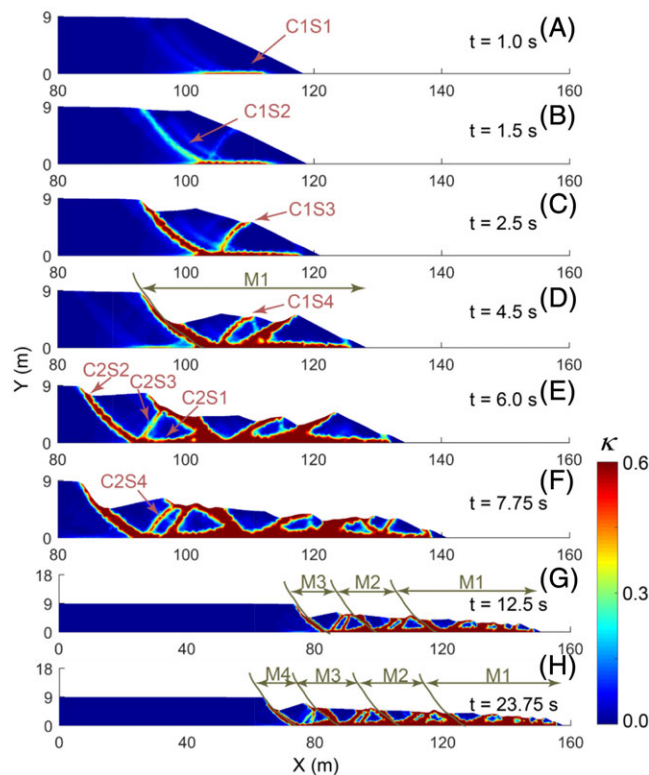 9
C1S1
(A)
t = 1.0 s
0
80 100 120 140 160
9
C1S2
(B)
t = 1.5 s
0
80 100 120 140 160
9
C1S3
(C)
t = 2.5 s
0
80 100 120 140 160
M1
9
C1S4
(D)
t = 4.5 s
0
80 100 120 140 160
Y (m)
C2S2
C2S3
C2S1
9
(E)
t = 6.0 s
0
80 100 120 140 160
9
C2S4
(F)
t = 7.75 s
0
80 100 120 140 160
18
M3 M2 M1
(G)
9
t = 12.5 s
0
0 40 80 120 160
18
M4 M3 M2 M1
(H)
9
t = 23.75 s
0
0 20 40 60 80 100 120 140 160
X (m)
κ
0.6
0.0